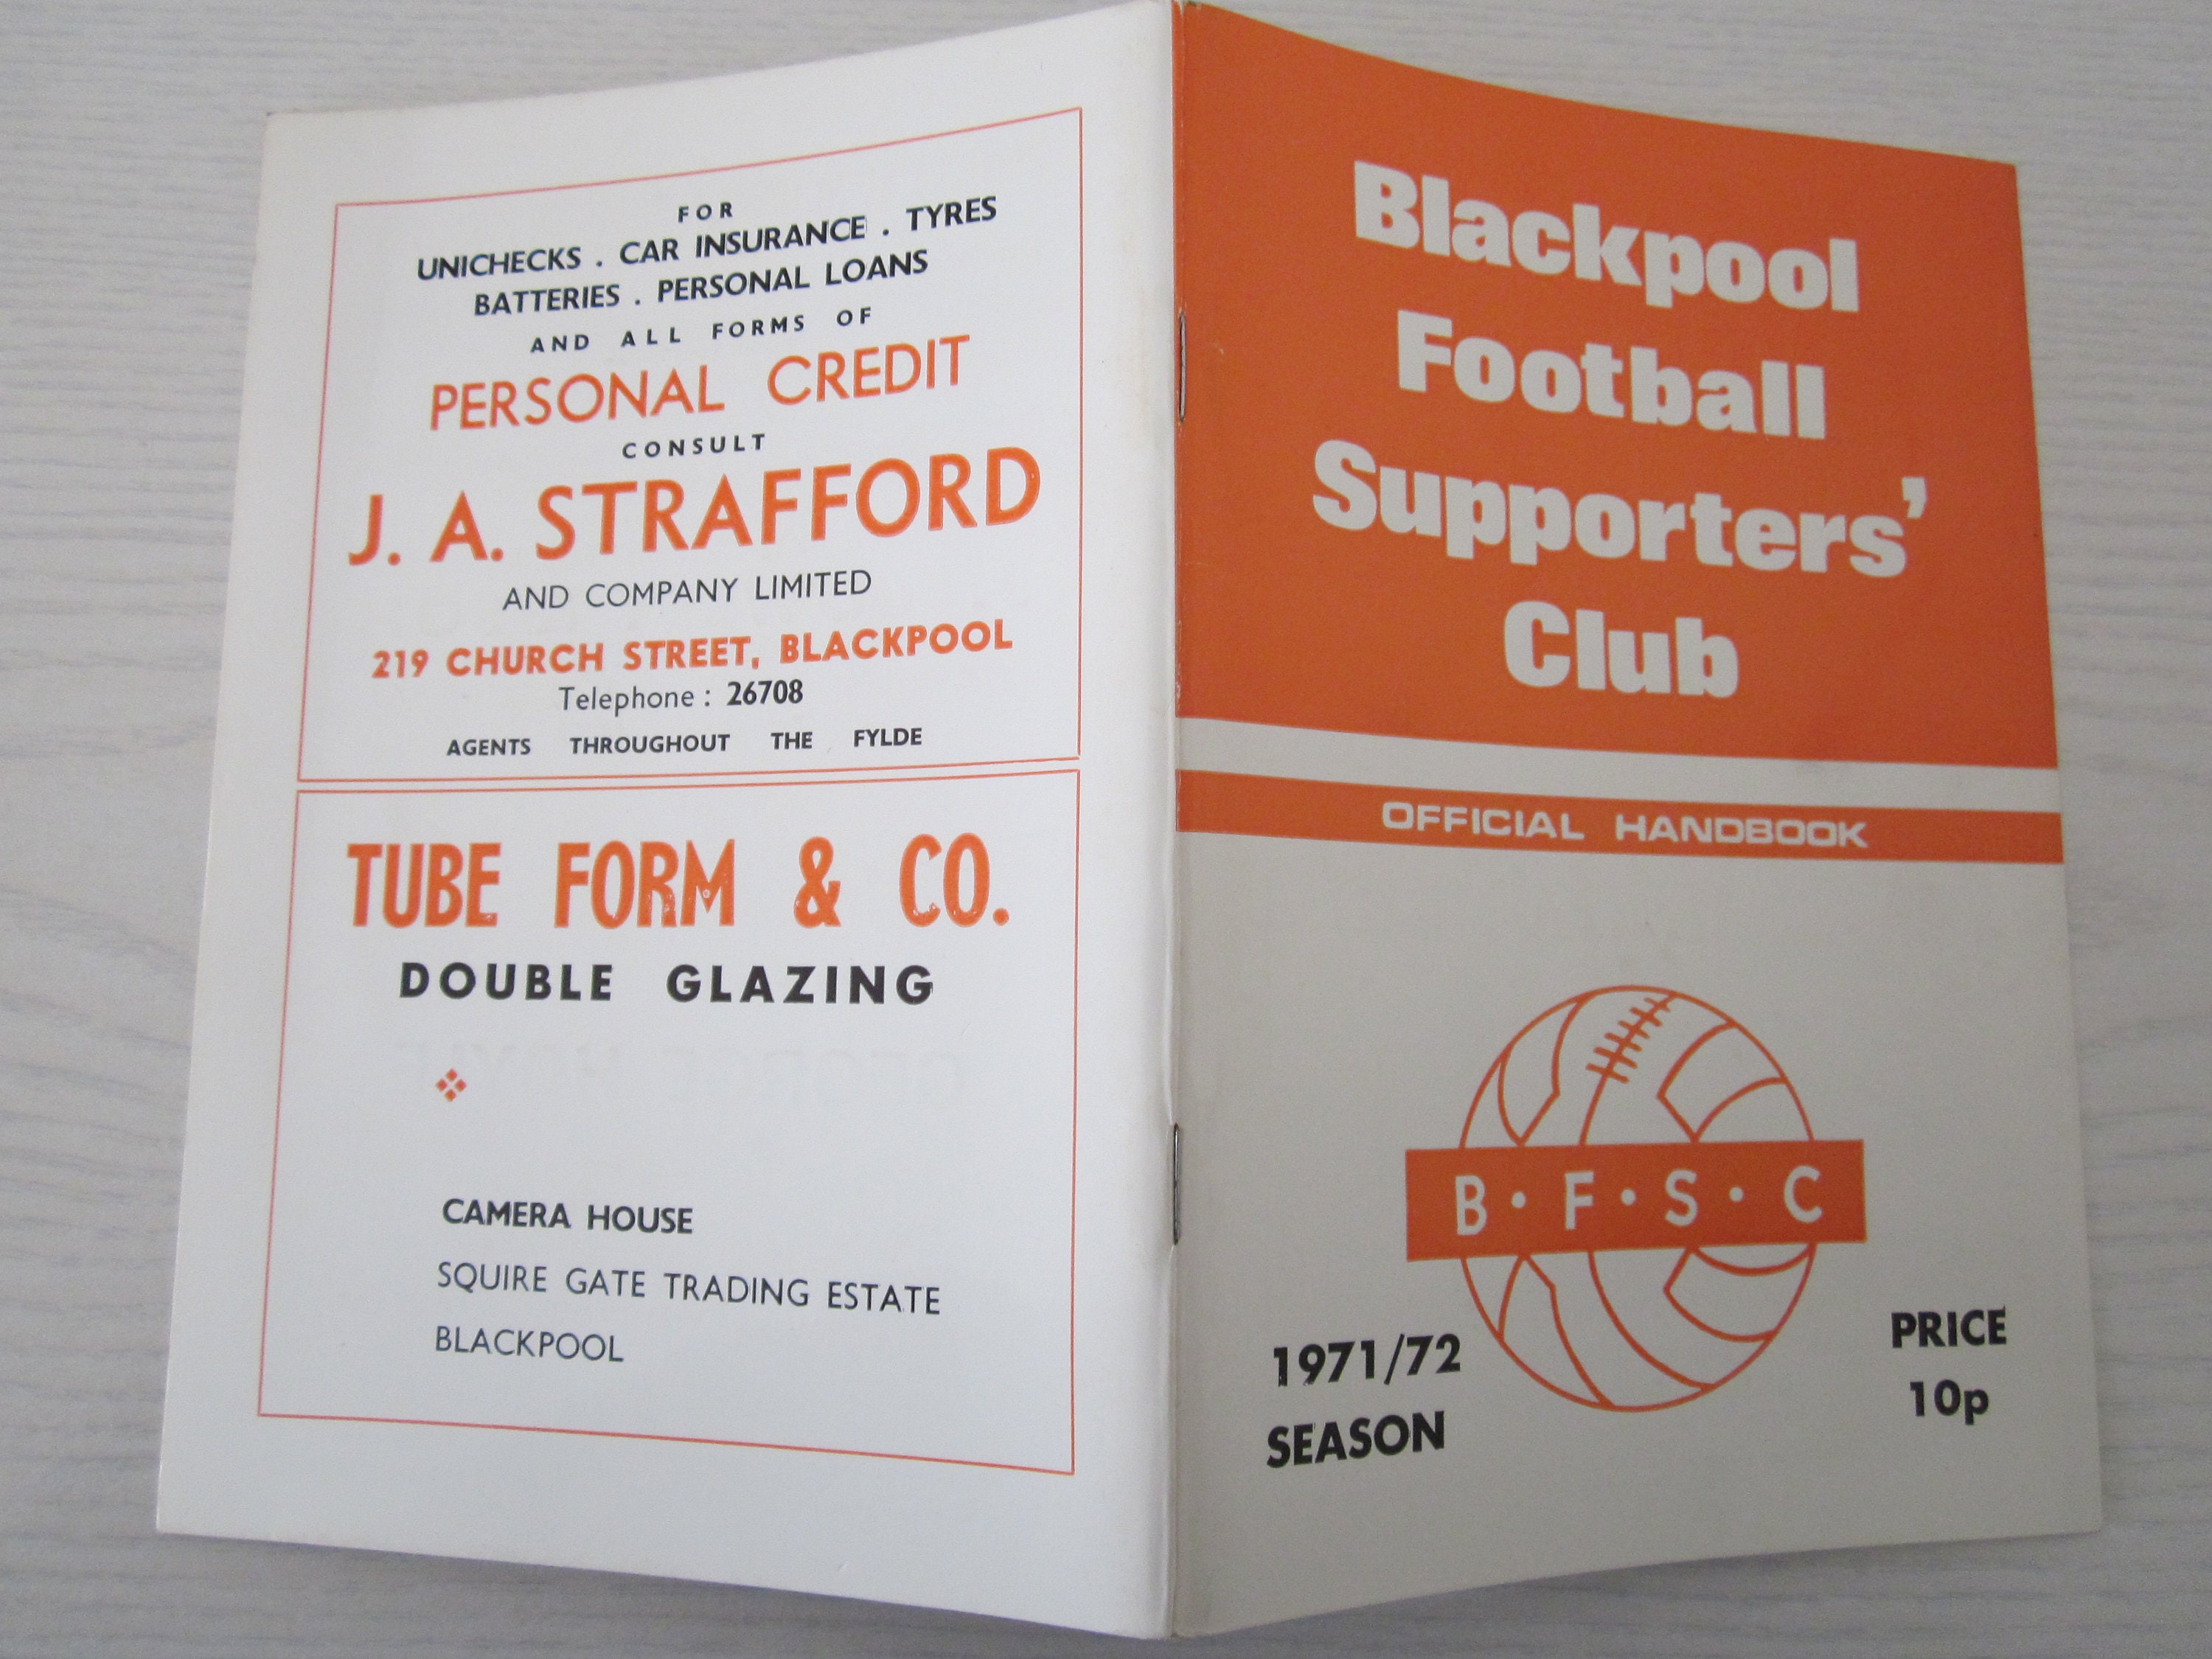 FOR
UNICHECKS . CAR INSURANCE . TYRES
BATTERIES . PERSONAL LOANS
AND ALL FORMS OF
PERSONAL CREDIT
CONSULT
J. A. STRAFFORD
AND COMPANY LIMITED
219 CHURCH STREET, BLACKPOOL
Telephone : 26708
AGENTS THROUGHOUT THE FYLDE
TUBE FORM & CO.
DOUBLE GLAZING
CAMERA HOUSE
SQUIRE GATE TRADING ESTATE
BLACKPOOL
Blackpool
Football
Supporters'
Club
OFFICIAL HANDBOOK
B · F · S · C
1971/72
SEASON
PRICE
10p